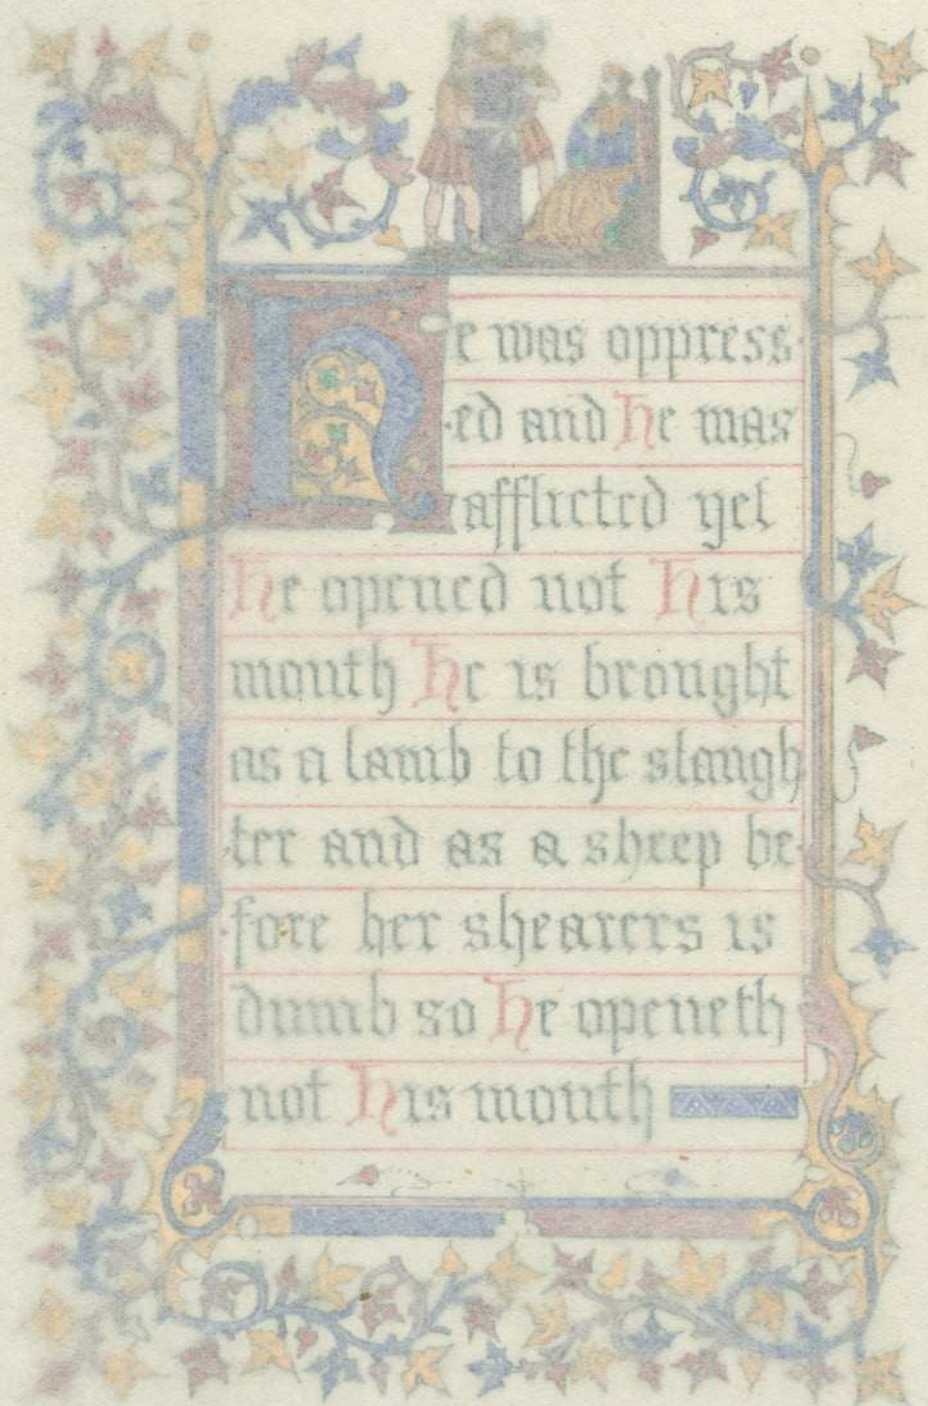 He was oppress
ed and He was
afflicted yet
He opened not His
mouth He is brought
as a lamb to the slaugh
ter and as a sheep be
fore her shearers is
dumb so He openeth
not His mouth